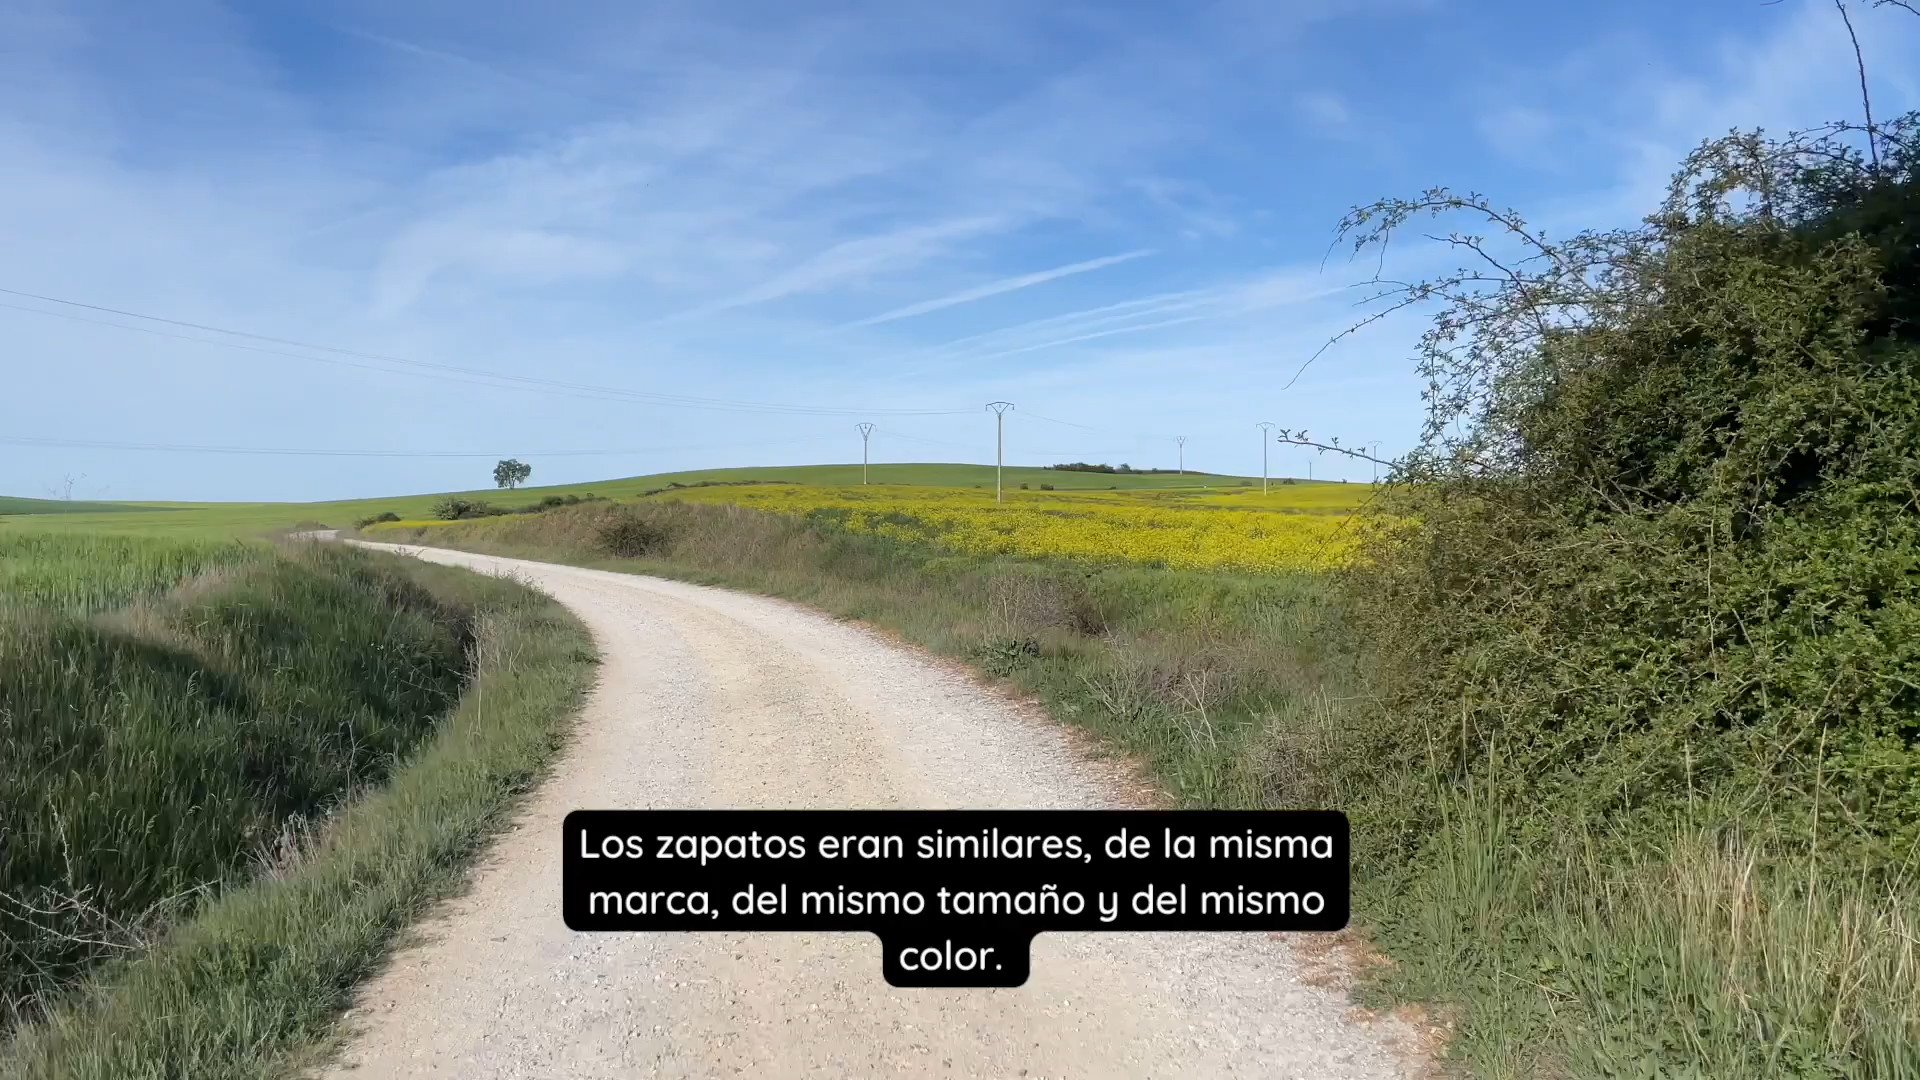 Los zapatos eran similares, de la misma
marca, del mismo tamaño y del mismo
color.